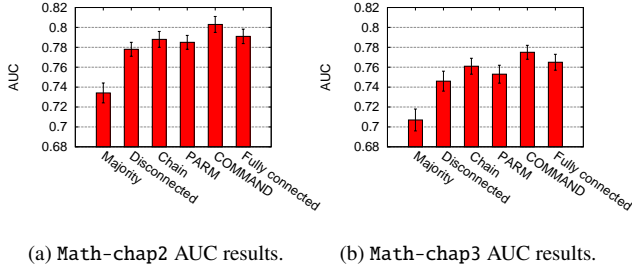 0.82
0.8
0.78
0.76
0.74
0.72
0.7
0.68
AUC
Majority
Disconnected
Chain
PARM
COMMAND
Fully connected
(a) Math-chap2 AUC results.
0.82
0.8
0.78
0.76
0.74
0.72
0.7
0.68
AUC
Majority
Disconnected
Chain
PARM
COMMAND
Fully connected
(b) Math-chap3 AUC results.